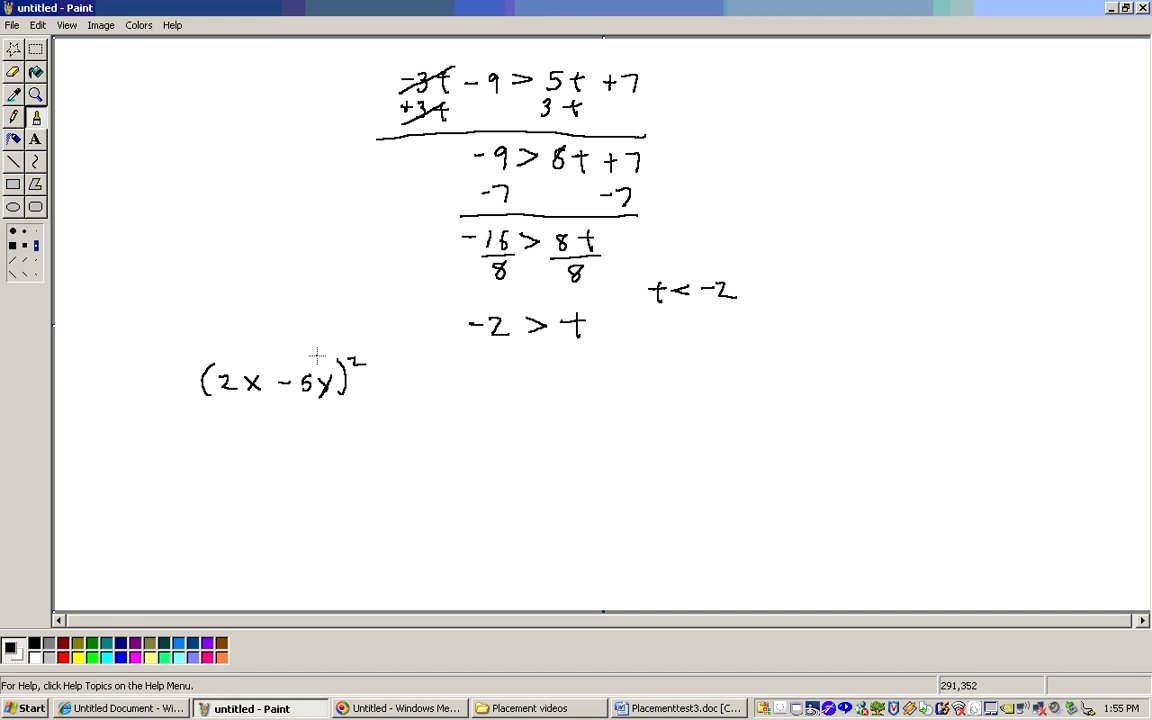 untitled - Paint
File Edit View Image Colors Help
-3t - 9 > 5t + 7
+3t 3t
-9 > 8t + 7
-7 -7
-16 > 8t
8 8
t < -2
-2 > t
(2x - 5y)²
For Help, click Help Topics on the Help Menu.
291,352
Start Untitled Document - Wi... untitled - Paint Untitled - Windows Me... Placement videos Placementtest3.doc [C... 1:55 PM